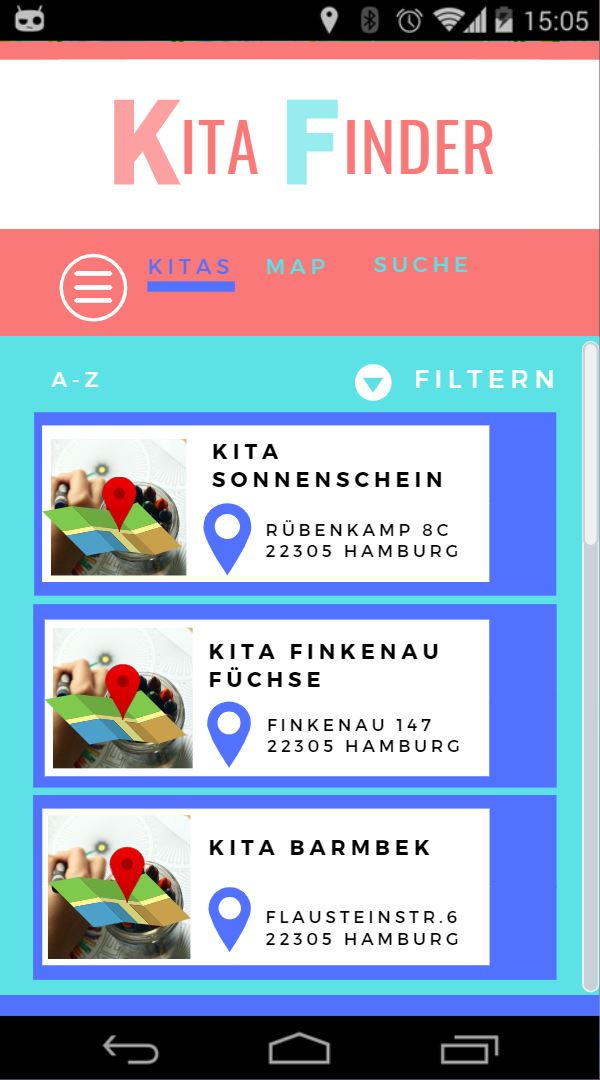 15:05
KITA FINDER
KITAS MAP SUCHE
A-Z FILTERN
KITA
SONNENSCHEIN
RÜBENKAMP 8C
22305 HAMBURG
KITA FINKENAU
FÜCHSE
FINKENAU 147
22305 HAMBURG
KITA BARMBEK
FLAUSTEINSTR.6
22305 HAMBURG